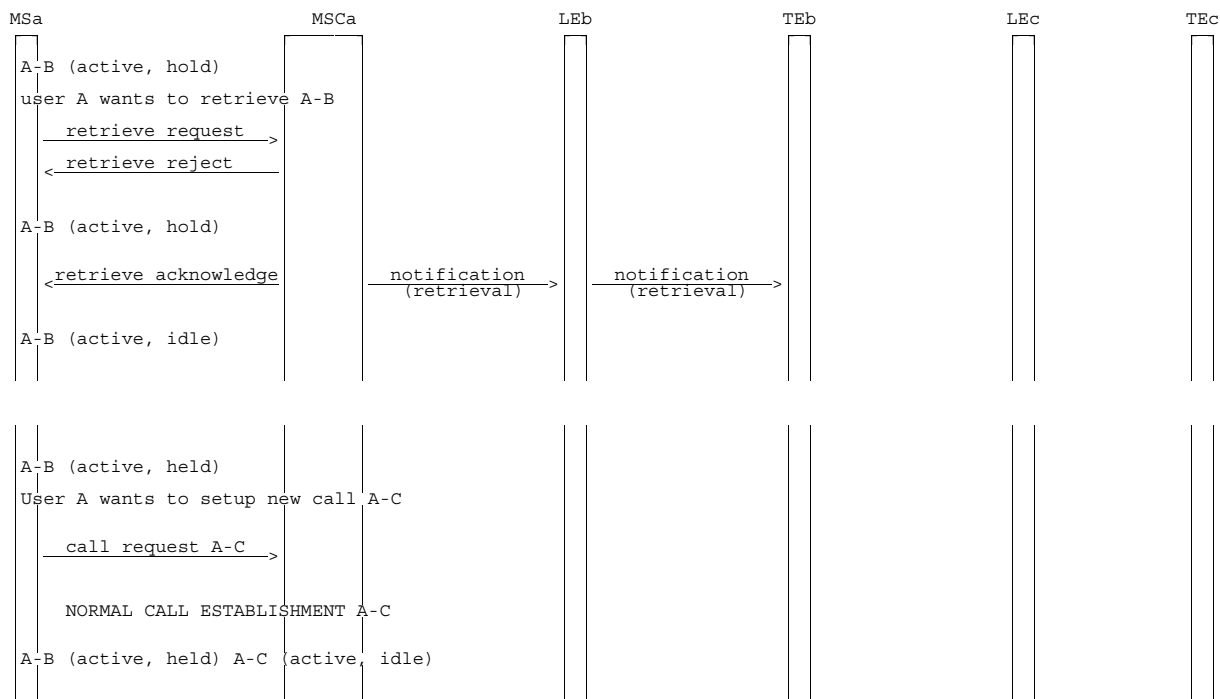 MSa MSCa LEb TEb LEc TEc
A-B (active, hold)
user A wants to retrieve A-B
retrieve request
retrieve reject
A-B (active, hold)
retrieve acknowledge notification notification
(retrieval) (retrieval)
A-B (active, idle)
A-B (active, held)
User A wants to setup new call A-C
call request A-C
NORMAL CALL ESTABLISHMENT A-C
A-B (active, held) A-C (active, idle)